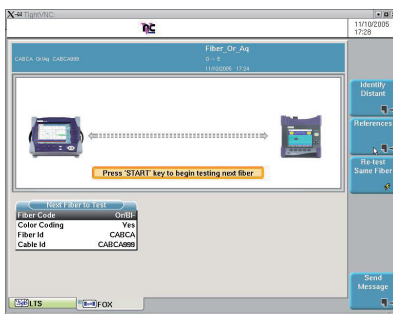 TightVNC
11/10/2005
17:28
Fiber_Or_Aq
CABCA Or/Aq CABCA999
O -> E
11/10/2005 17:24
Identify
Distant
References
Re-test
Same Fiber
Press 'START' key to begin testing next fiber
Next Fiber to Test
Fiber Code Or/Bl-
Color Coding Yes
Fiber Id CABCA
Cable Id CABCA999
Send
Message
LTS
FOX